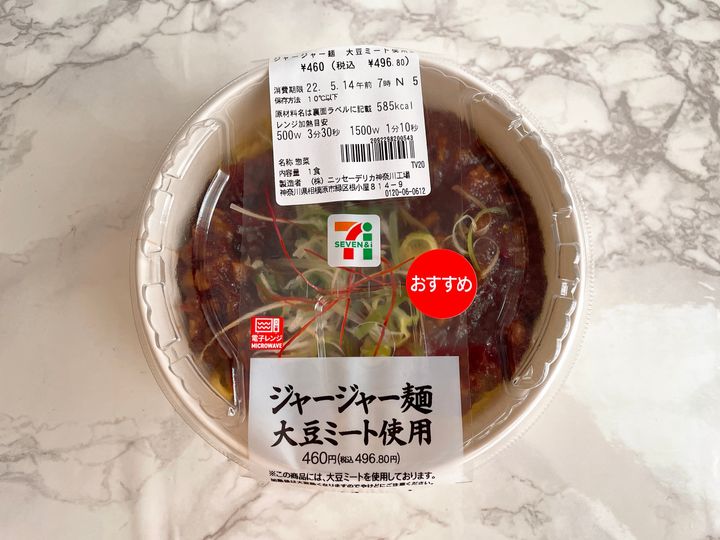 ジャージャー麺 大豆ミート使用
¥460 (税込 ¥496.80)
消費期限 22. 5.14午前 7時 N 5
保存方法 10℃以下
原材料名は裏面ラベルに記載 585kcal
レンジ加熱目安
500W 3分30秒 1500W 1分10秒
2092298200543
名称 惣菜
内容量 1食
TV20
製造者 (株) ニッセーデリカ神奈川工場
神奈川県相模原市緑区根小屋814-9
0120-06-0612
SEVEN&i
おすすめ
電子レンジ
MICROWAVE
ジャージャー麺
大豆ミート使用
460円(税込496.80円)
※この商品には、大豆ミートを使用しております。